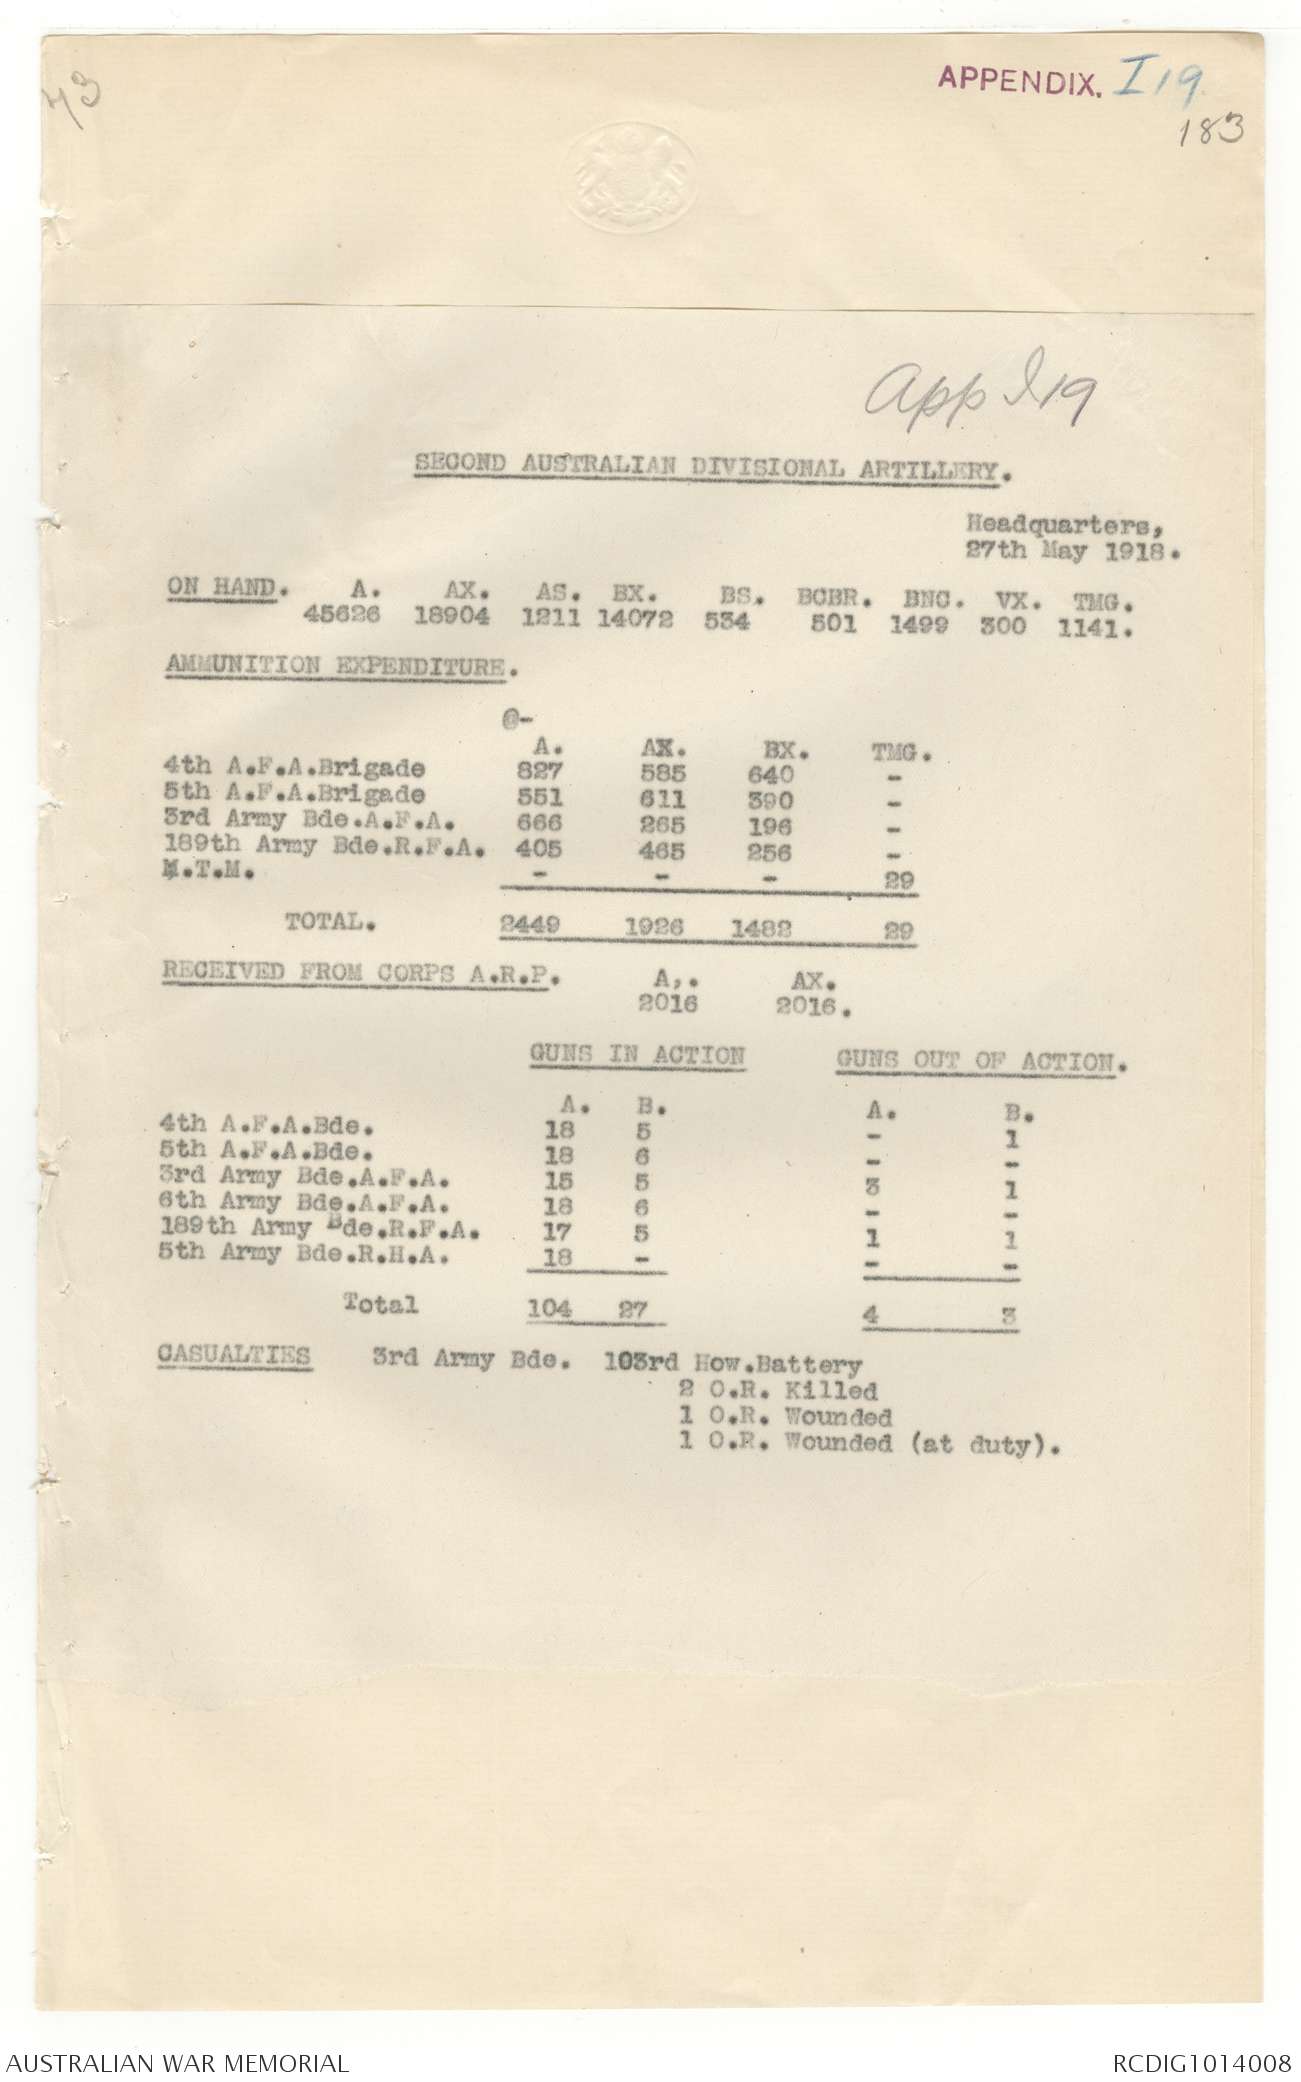 43
APPENDIX. I 19.
183
App I 19
SECOND AUSTRALIAN DIVISIONAL ARTILLERY.
Headquarters,
27th May 1918.
ON HAND. A. AX. AS. BX. BS. BCBR. BNC. VX. TMG.
45626 18904 1211 14072 534 501 1499 300 1141.
AMMUNITION EXPENDITURE.
@-
A. AX. BX. TMG.
4th A.F.A.Brigade 827 585 640 -
5th A.F.A.Brigade 551 611 390 -
3rd Army Bde.A.F.A. 666 265 196 -
189th Army Bde.R.F.A. 405 465 256 -
M.T.M. - - - 29
TOTAL. 2449 1926 1482 29
RECEIVED FROM CORPS A.R.P. A,. AX.
2016 2016.
GUNS IN ACTION GUNS OUT OF ACTION.
A. B. A. B.
4th A.F.A.Bde. 18 5 - 1
5th A.F.A.Bde. 18 6 - -
3rd Army Bde.A.F.A. 15 5 3 1
6th Army Bde.A.F.A. 18 6 - -
189th Army Bde.R.F.A. 17 5 1 1
5th Army Bde.R.H.A. 18 - - -
Total 104 27 4 3
CASUALTIES 3rd Army Bde. 103rd How.Battery
2 O.R. Killed
1 O.R. Wounded
1 O.R. Wounded (at duty).
AUSTRALIAN WAR MEMORIAL
RCDIG1014008